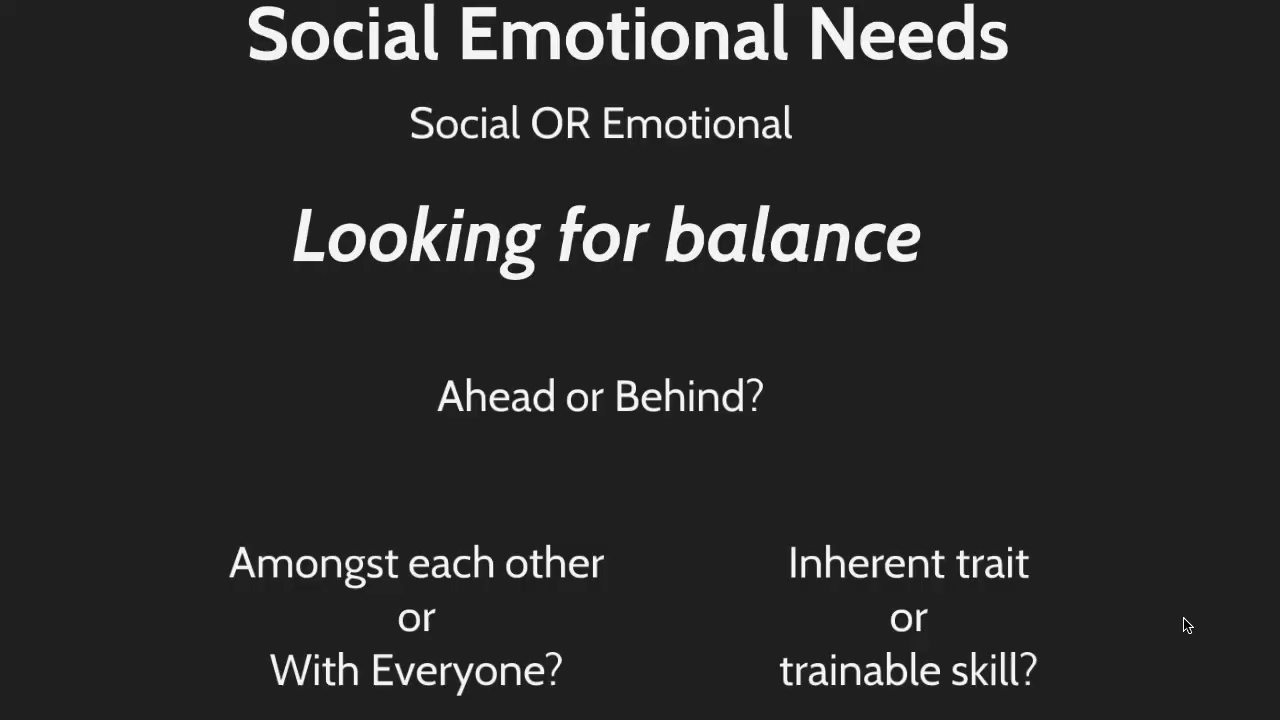 Social Emotional Needs
Social OR Emotional
Looking for balance
Ahead or Behind?
Amongst each other
or
With Everyone?
Inherent trait
or
trainable skill?